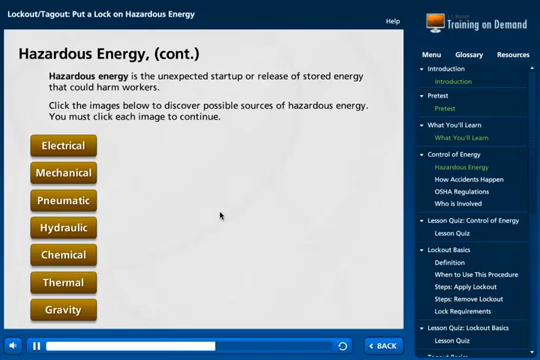 Lockout/Tagout: Put a Lock on Hazardous Energy
Help
Training on Demand
Hazardous Energy, (cont.)
Hazardous energy is the unexpected startup or release of stored energy
that could harm workers.
Click the images below to discover possible sources of hazardous energy.
You must click each image to continue.
Electrical
Mechanical
Pneumatic
Hydraulic
Chemical
Thermal
Gravity
BACK
Menu
Glossary
Resources
Introduction
Introduction
Pretest
Pretest
What You'll Learn
What You'll Learn
Control of Energy
Hazardous Energy
How Accidents Happen
OSHA Regulations
Who is Involved
Lesson Quiz: Control of Energy
Lesson Quiz
Lockout Basics
Definition
When to Use This Procedure
Steps: Apply Lockout
Steps: Remove Lockout
Lock Requirements
Lesson Quiz: Lockout Basics
Lesson Quiz